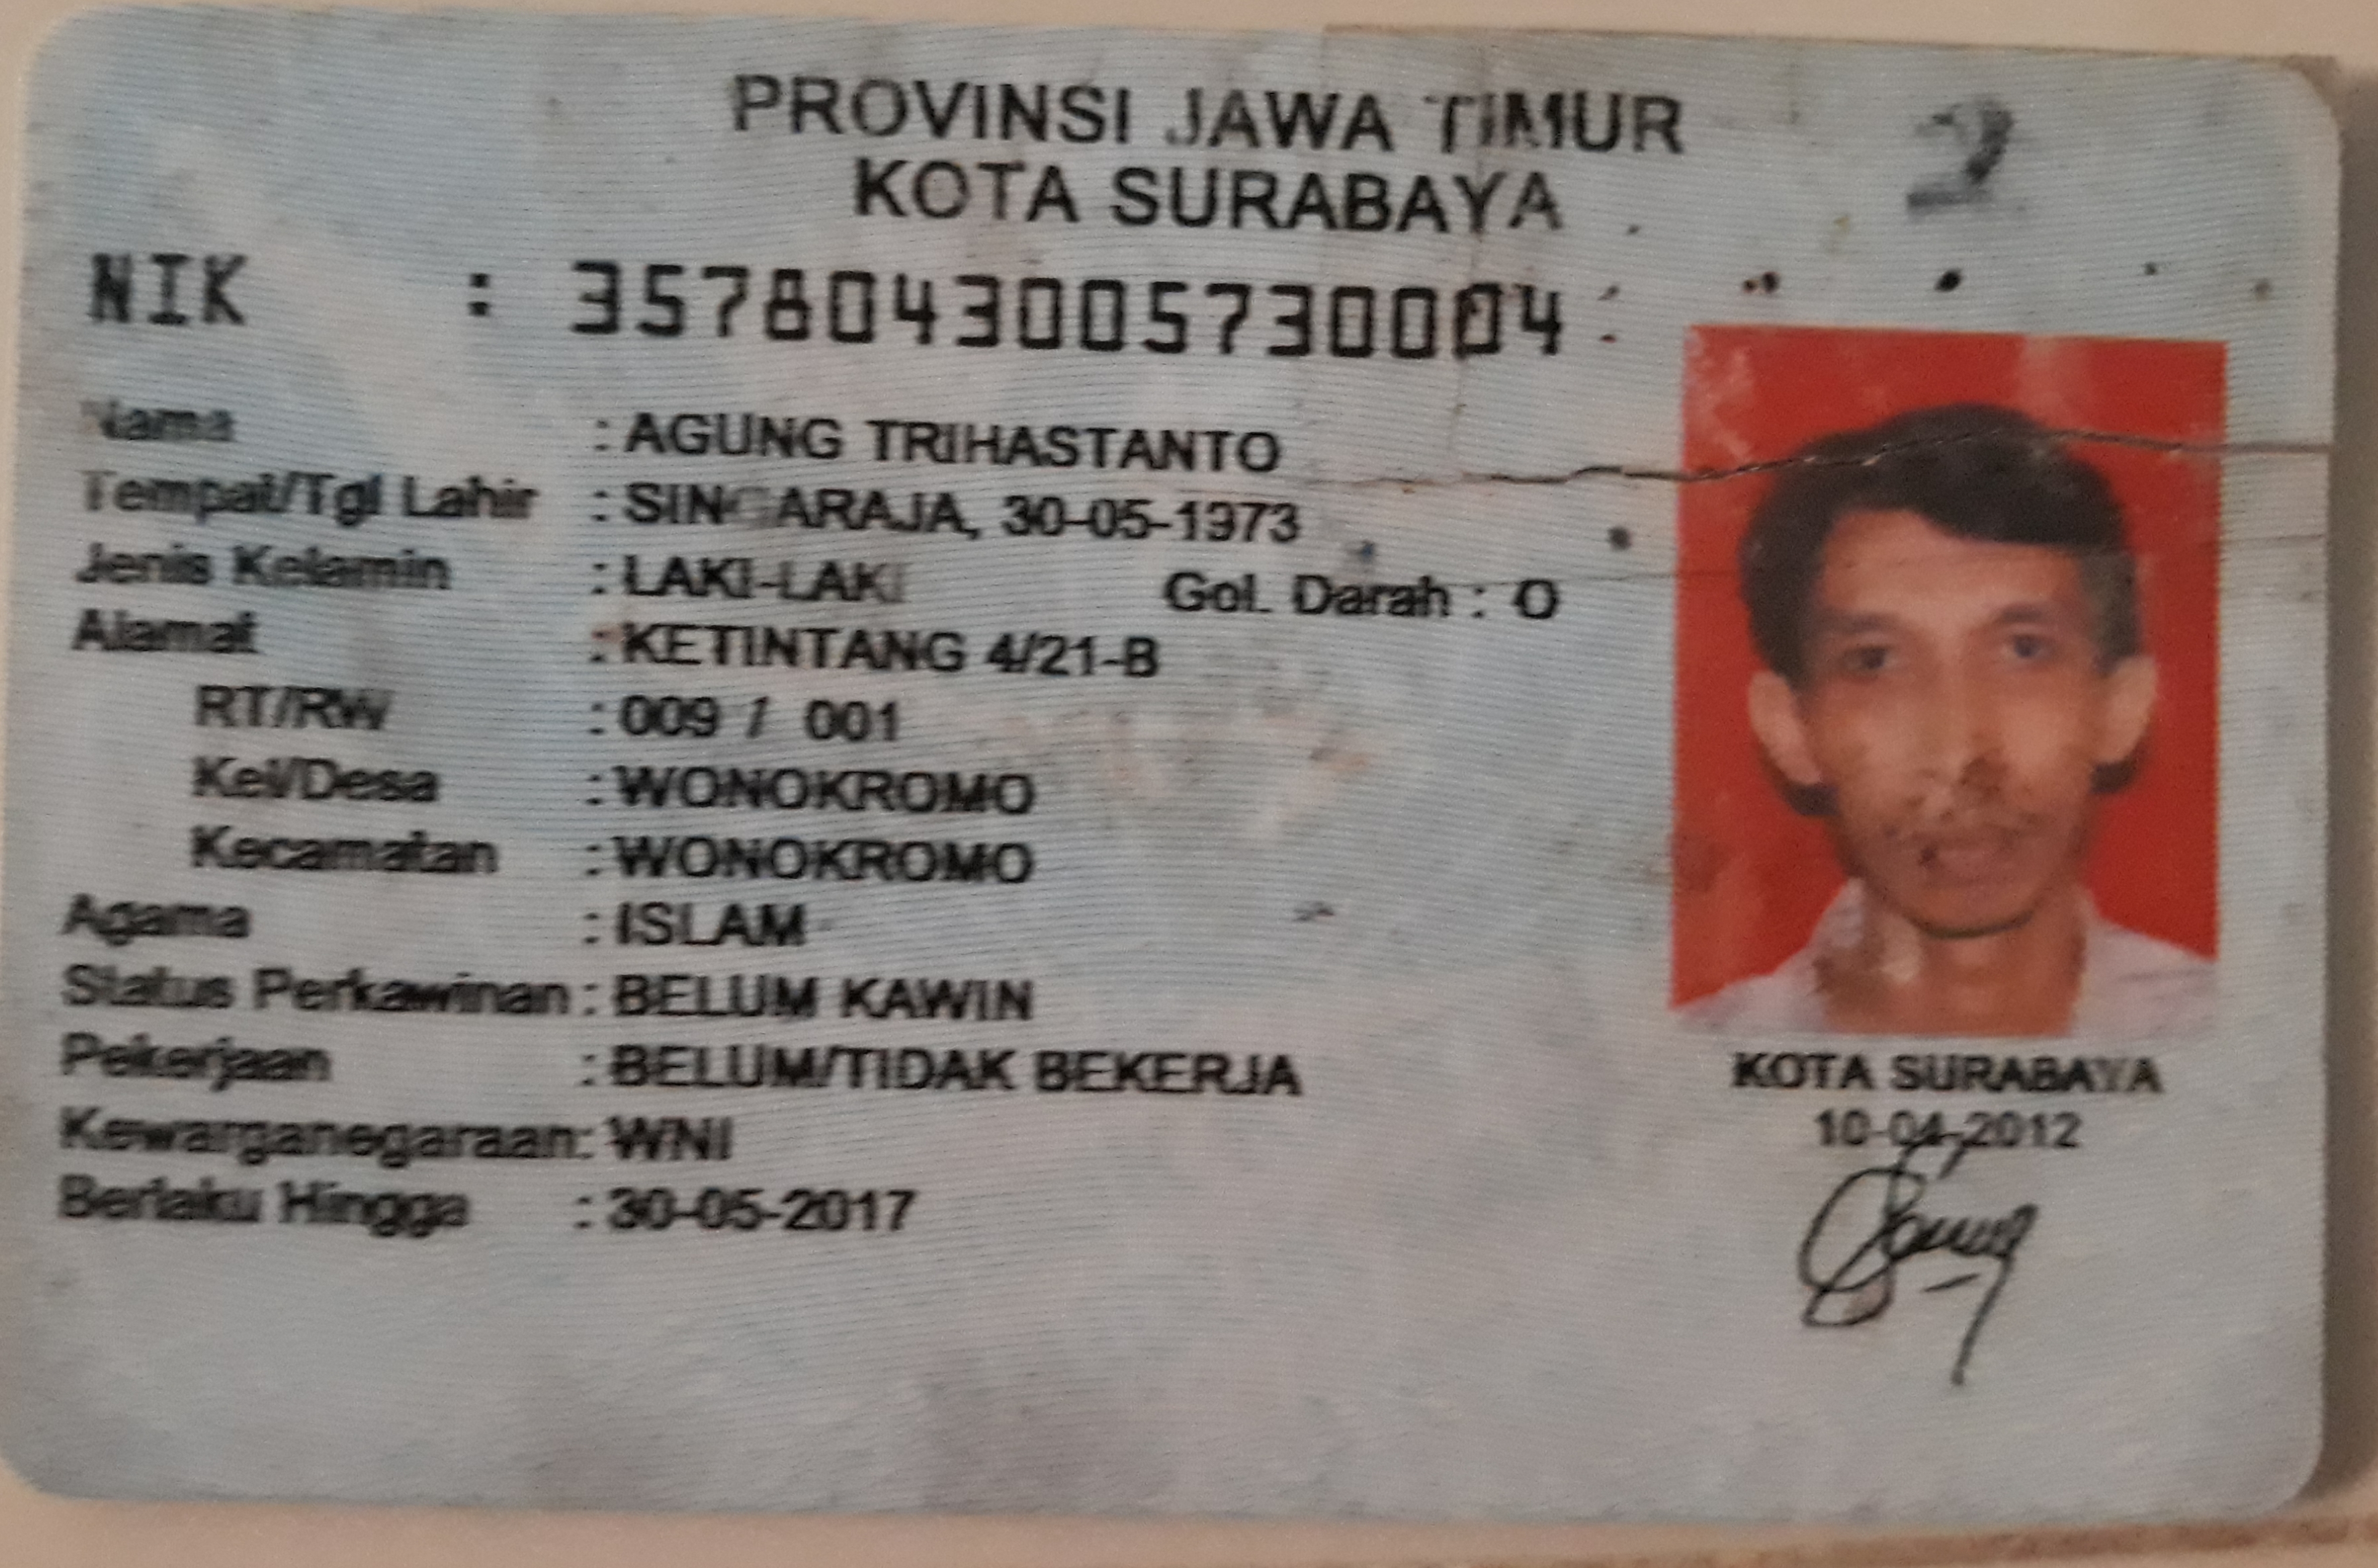 PROVINSI JAWA TIMUR
KOTA SURABAYA
2
NIK : 3578043005730004
Nama : AGUNG TRIHASTANTO
Tempat/Tgl Lahir : SINGARAJA, 30-05-1973
Jenis Kelamin : LAKI-LAKI Gol. Darah : O
Alamat : KETINTANG 4/21-B
RT/RW : 009 / 001
Kel/Desa : WONOKROMO
Kecamatan : WONOKROMO
Agama : ISLAM
Status Perkawinan : BELUM KAWIN
Pekerjaan : BELUM/TIDAK BEKERJA
Kewarganegaraan: WNI
Berlaku Hingga : 30-05-2017
KOTA SURABAYA
10-04-2012